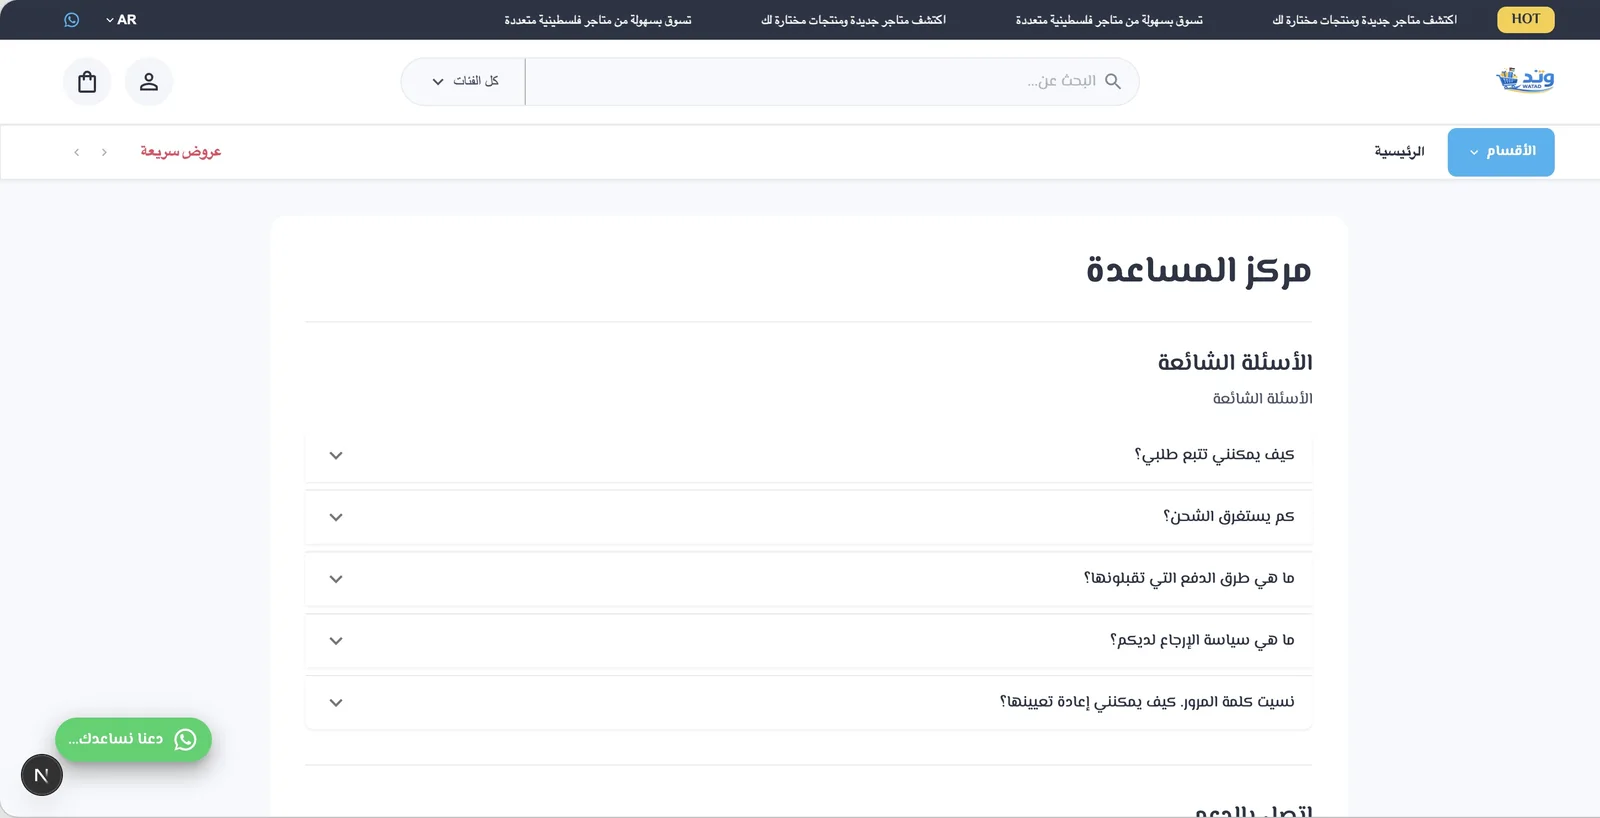 HOT
اكتشف متاجر جديدة ومنتجات مختارة لك
تسوق بسهولة من متاجر فلسطينية متعددة
اكتشف متاجر جديدة ومنتجات مختارة لك
تسوق بسهولة من متاجر فلسطينية متعددة
AR
وتد
WATAD
البحث عن...
كل الفئات
الأقسام
الرئيسية
عروض سريعة
مركز المساعدة
الأسئلة الشائعة
الأسئلة الشائعة
كيف يمكنني تتبع طلبي؟
كم يستغرق الشحن؟
ما هي طرق الدفع التي تقبلونها؟
ما هي سياسة الإرجاع لديكم؟
نسيت كلمة المرور. كيف يمكنني إعادة تعيينها؟
دعنا نساعدك...
N
اتصل بالدعم